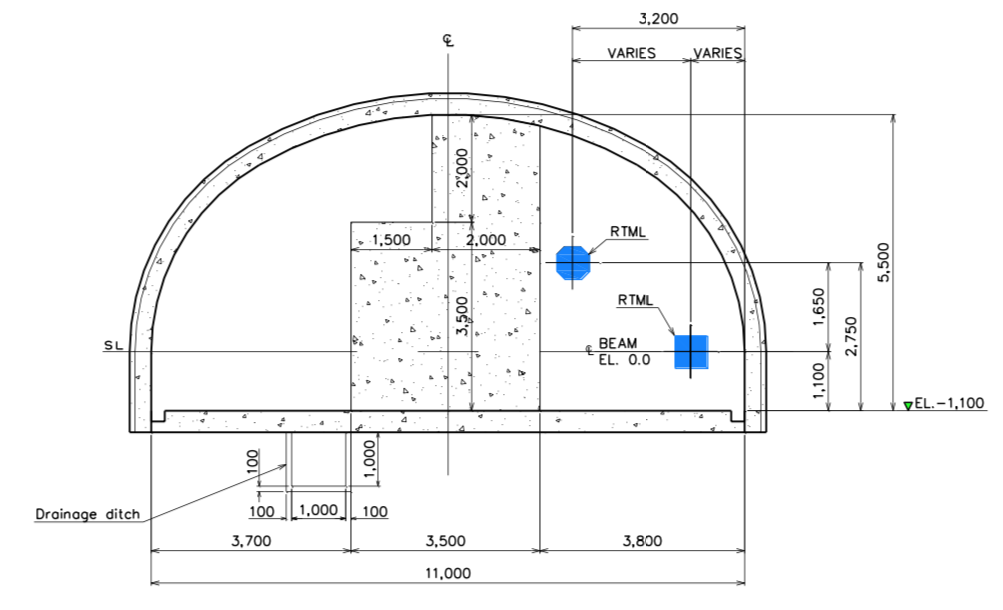 3,200
VARIES
VARIES
℄
2,000
RTML
1,500
2,000
5,500
RTML
1,650
2,750
3,500
SL
℄ BEAM
EL. 0.0
1,100
EL.-1,100
100
1,000
Drainage ditch
100
1,000
100
3,700
3,500
3,800
11,000